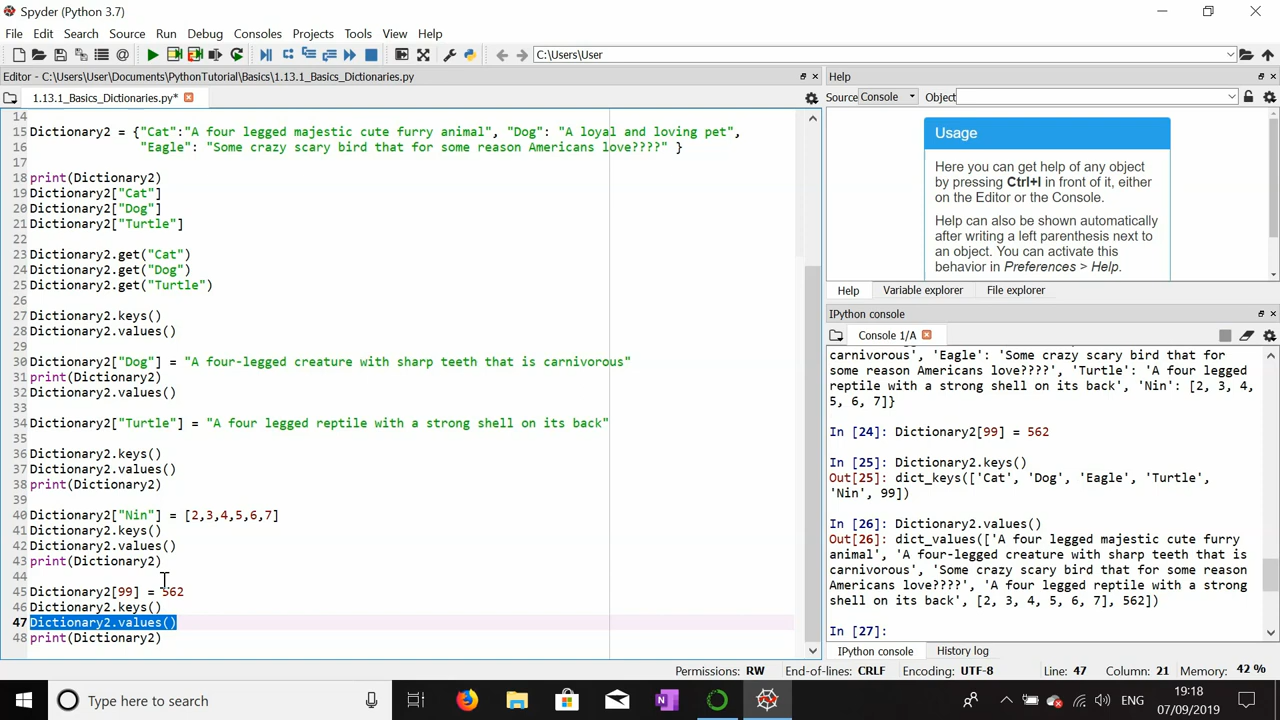 Spyder (Python 3.7)
File Edit Search Source Run Debug Consoles Projects Tools View Help
C:\Users\User
Editor - C:\Users\User\Documents\PythonTutorial\Basics\1.13.1_Basics_Dictionaries.py
1.13.1_Basics_Dictionaries.py*
14
15 Dictionary2 = {"Cat":"A four legged majestic cute furry animal", "Dog": "A loyal and loving pet",
16 "Eagle": "Some crazy scary bird that for some reason Americans love????" }
17
18 print(Dictionary2)
19 Dictionary2["Cat"]
20 Dictionary2["Dog"]
21 Dictionary2["Turtle"]
22
23 Dictionary2.get("Cat")
24 Dictionary2.get("Dog")
25 Dictionary2.get("Turtle")
26
27 Dictionary2.keys()
28 Dictionary2.values()
29
30 Dictionary2["Dog"] = "A four-legged creature with sharp teeth that is carnivorous"
31 print(Dictionary2)
32 Dictionary2.values()
33
34 Dictionary2["Turtle"] = "A four legged reptile with a strong shell on its back"
35
36 Dictionary2.keys()
37 Dictionary2.values()
38 print(Dictionary2)
39
40 Dictionary2["Nin"] = [2,3,4,5,6,7]
41 Dictionary2.keys()
42 Dictionary2.values()
43 print(Dictionary2)
44
45 Dictionary2[99] = 562
46 Dictionary2.keys()
47 Dictionary2.values()
48 print(Dictionary2)
Help
Source Console Object
Usage
Here you can get help of any object
by pressing Ctrl+I in front of it, either
on the Editor or the Console.
Help can also be shown automatically
after writing a left parenthesis next to
an object. You can activate this
behavior in Preferences > Help.
Help Variable explorer File explorer
IPython console
Console 1/A
carnivorous', 'Eagle': 'Some crazy scary bird that for
some reason Americans love????', 'Turtle': 'A four legged
reptile with a strong shell on its back', 'Nin': [2, 3, 4,
5, 6, 7]}
In [24]: Dictionary2[99] = 562
In [25]: Dictionary2.keys()
Out[25]: dict_keys(['Cat', 'Dog', 'Eagle', 'Turtle',
'Nin', 99])
In [26]: Dictionary2.values()
Out[26]: dict_values(['A four legged majestic cute furry
animal', 'A four-legged creature with sharp teeth that is
carnivorous', 'Some crazy scary bird that for some reason
Americans love????', 'A four legged reptile with a strong
shell on its back', [2, 3, 4, 5, 6, 7], 562])
In [27]:
IPython console History log
Permissions: RW End-of-lines: CRLF Encoding: UTF-8 Line: 47 Column: 21 Memory: 42 %
Type here to search
ENG
19:18
07/09/2019